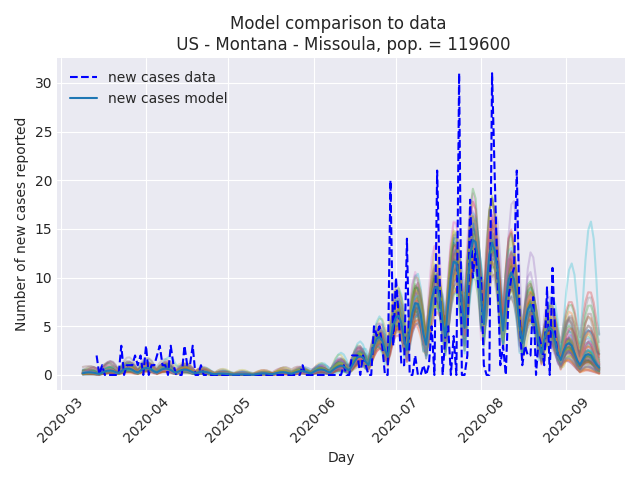 Model comparison to data
US - Montana - Missoula, pop. = 119600
new cases data
new cases model
Number of new cases reported
30
25
20
15
10
5
0
2020-03
2020-04
2020-05
2020-06
2020-07
2020-08
2020-09
Day